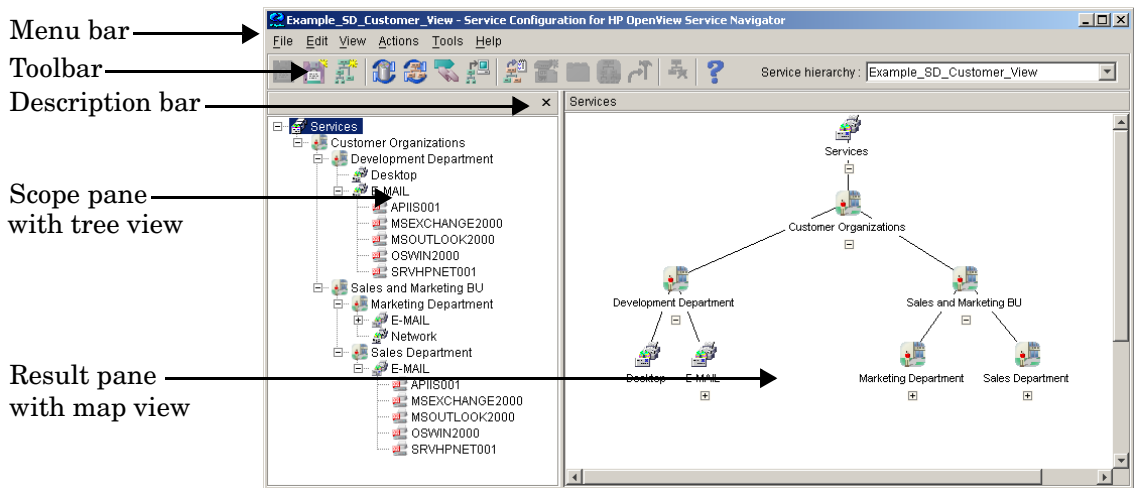 Example_SD_Customer_View - Service Configuration for HP OpenView Service Navigator
Menu bar
File Edit View Actions Tools Help
Toolbar
Service hierarchy : Example_SD_Customer_View
Description bar
Services
Scope pane
with tree view
Services
Customer Organizations
Development Department
Desktop
E-MAIL
APIIS001
MSEXCHANGE2000
MSOUTLOOK2000
OSWIN2000
SRVHPNET001
Sales and Marketing BU
Marketing Department
E-MAIL
Network
Sales Department
E-MAIL
APIIS001
MSEXCHANGE2000
MSOUTLOOK2000
OSWIN2000
SRVHPNET001
Result pane
with map view
Services
Customer Organizations
Development Department
Sales and Marketing BU
Desktop
E-MAIL
Marketing Department
Sales Department